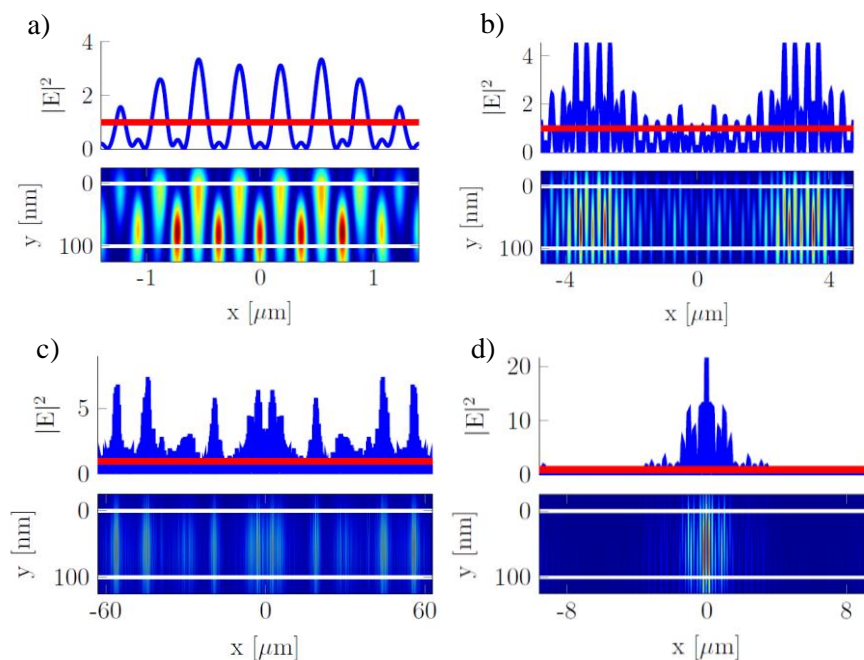 a)
4
2
0
|E|²
0
100
y [nm]
-1 0 1
x [μm]
b)
4
2
0
|E|²
0
100
y [nm]
-4 0 4
x [μm]
c)
5
0
|E|²
0
100
y [nm]
-60 0 60
x [μm]
d)
20
10
0
|E|²
0
100
y [nm]
-8 0 8
x [μm]